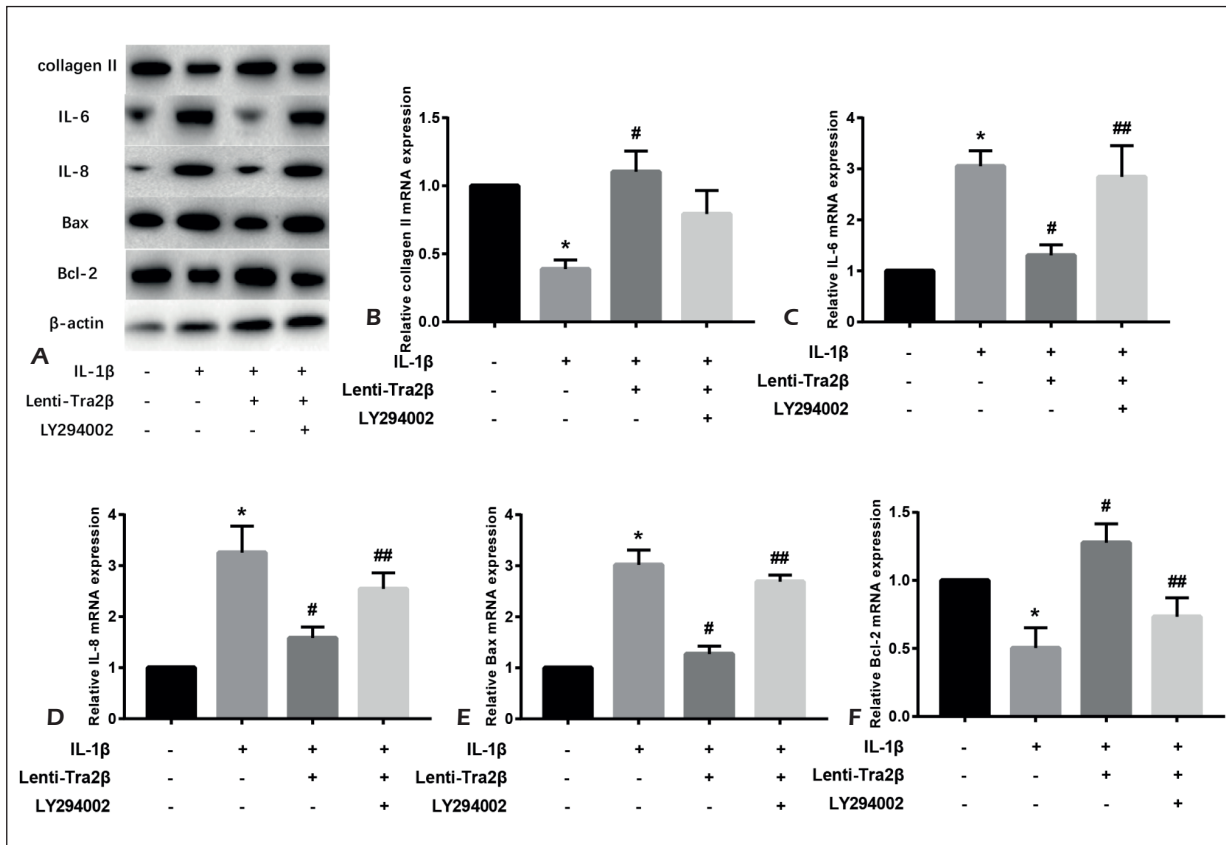 collagen II
IL-6
IL-8
Bax
Bcl-2
β-actin
A
IL-1β - + + +
Lenti-Tra2β - - + +
LY294002 - - - +
Relative collagen II mRNA expression
1.5
1.0
0.5
0.0
*
#
B
IL-1β - + + +
Lenti-Tra2β - - + +
LY294002 - - - +
Relative IL-6 mRNA expression
4
3
2
1
0
*
#
##
C
IL-1β - + + +
Lenti-Tra2β - - + +
LY294002 - - - +
Relative IL-8 mRNA expression
4
3
2
1
0
*
#
##
D
IL-1β - + + +
Lenti-Tra2β - - + +
LY294002 - - - +
Relative Bax mRNA expression
4
3
2
1
0
*
#
##
E
IL-1β - + + +
Lenti-Tra2β - - + +
LY294002 - - - +
Relative Bcl-2 mRNA expression
1.5
1.0
0.5
0.0
*
#
##
F
IL-1β - + + +
Lenti-Tra2β - - + +
LY294002 - - - +